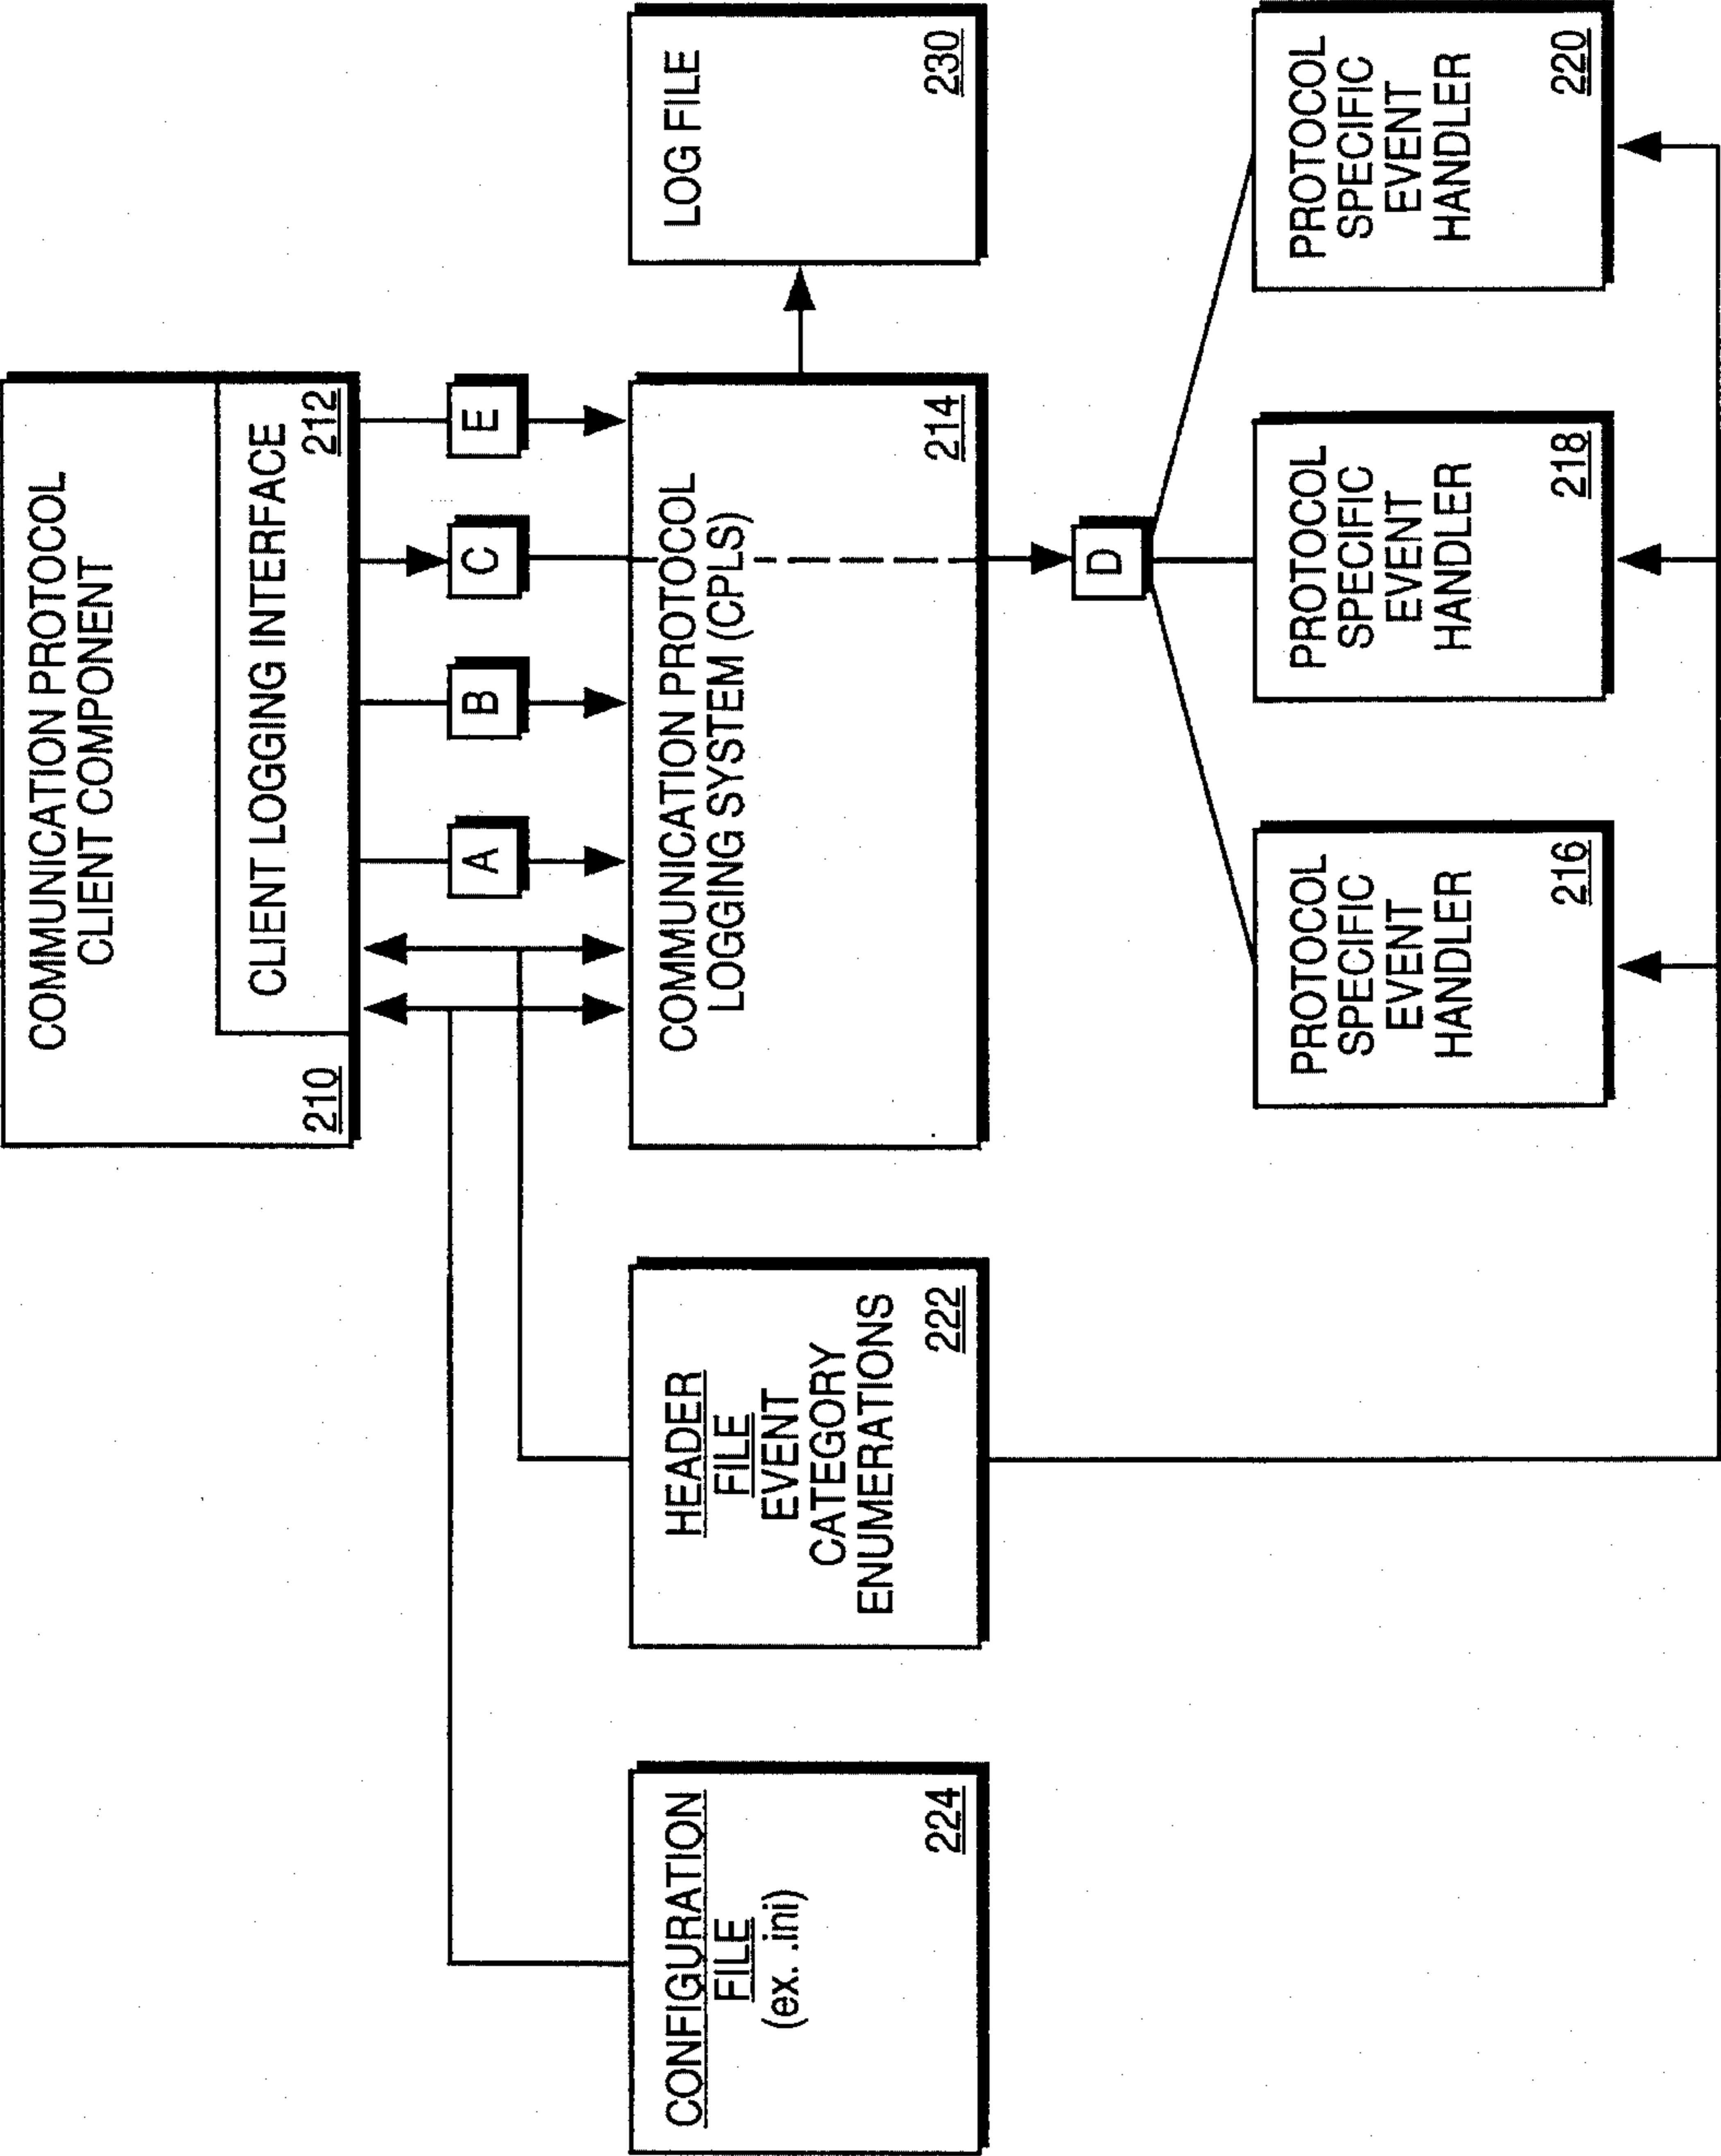 COMMUNICATION PROTOCOL
CLIENT COMPONENT
210
CLIENT LOGGING INTERFACE
212
A
B
C
E
CONFIGURATION
FILE
(ex. .ini)
224
HEADER
FILE
EVENT
CATEGORY
ENUMERATIONS
222
COMMUNICATION PROTOCOL
LOGGING SYSTEM (CPLS)
214
LOG FILE
230
D
PROTOCOL
SPECIFIC
EVENT
HANDLER
216
PROTOCOL
SPECIFIC
EVENT
HANDLER
218
PROTOCOL
SPECIFIC
EVENT
HANDLER
220